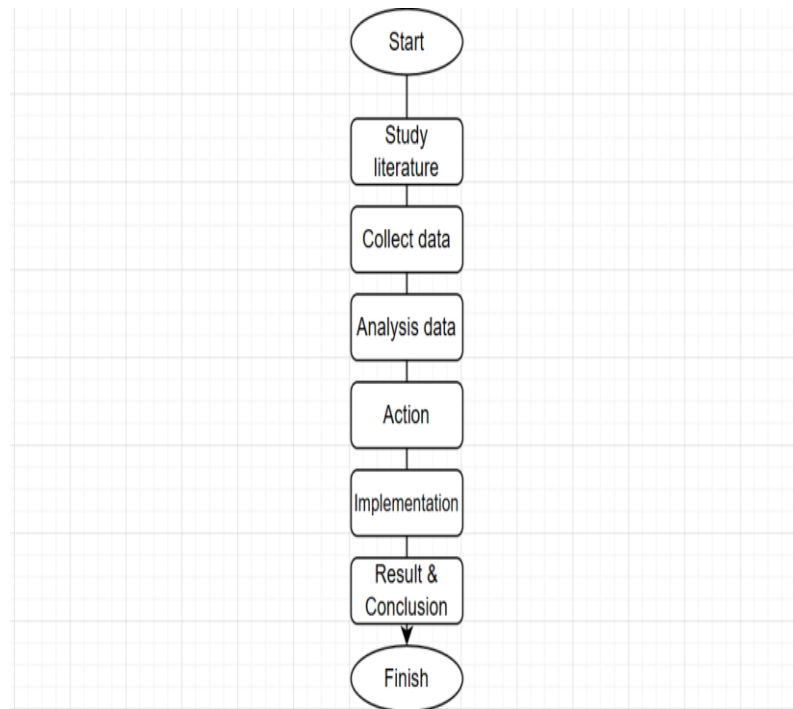 Start
Study
literature
Collect data
Analysis data
Action
Implementation
Result &
Conclusion
Finish